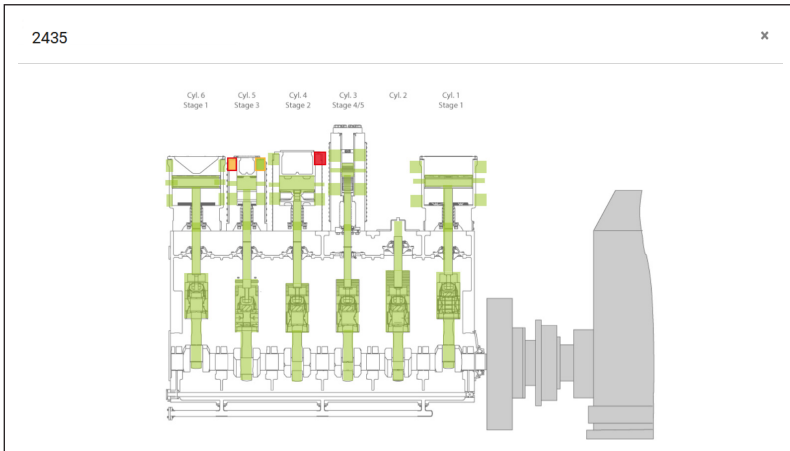 2435
×
Cyl. 6 Cyl. 5 Cyl. 4 Cyl. 3 Cyl. 2 Cyl. 1
Stage 1 Stage 3 Stage 2 Stage 4/5 Stage 1